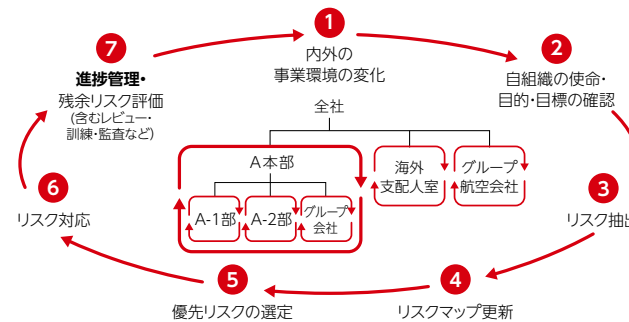 1
内外の
事業環境の変化
2
自組織の使命・
目的・目標の確認
3
リスク抽出
4
リスクマップ更新
5
優先リスクの選定
6
リスク対応
7
進捗管理・
残余リスク評価
(含むレビュー・
訓練・監査など)
全社
A本部
A-1部
A-2部
グループ
会社
海外
支配人室
グループ
航空会社